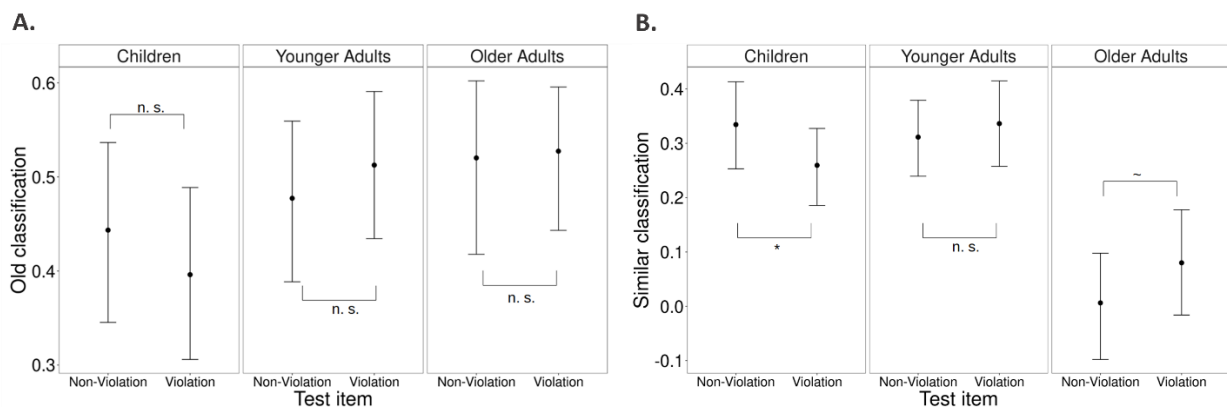 A.
Children Younger Adults Older Adults
Old classification
0.6
0.5
0.4
0.3
n. s.
n. s.
n. s.
Non-Violation Violation Non-Violation Violation Non-Violation Violation
Test item
B.
Children Younger Adults Older Adults
Similar classification
0.4
0.3
0.2
0.1
0.0
-0.1
*
n. s.
~
Non-Violation Violation Non-Violation Violation Non-Violation Violation
Test item